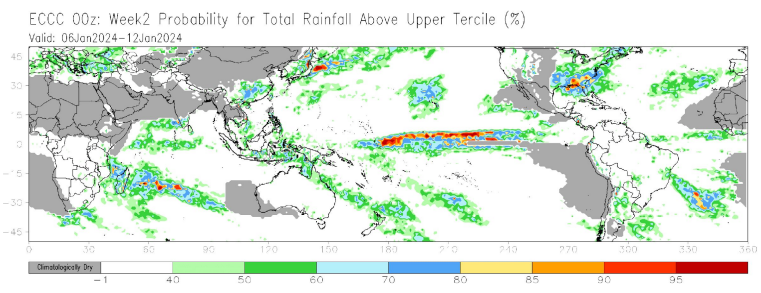 ECCC 00z: Week2 Probability for Total Rainfall Above Upper Tercile (%)
Valid: 06Jan2024-12Jan2024
45
30
15
0
-15
-30
-45
0 30 60 90 120 150 180 210 240 270 300 330 360
Climatologically Dry
-1 40 50 60 70 80 85 90 95